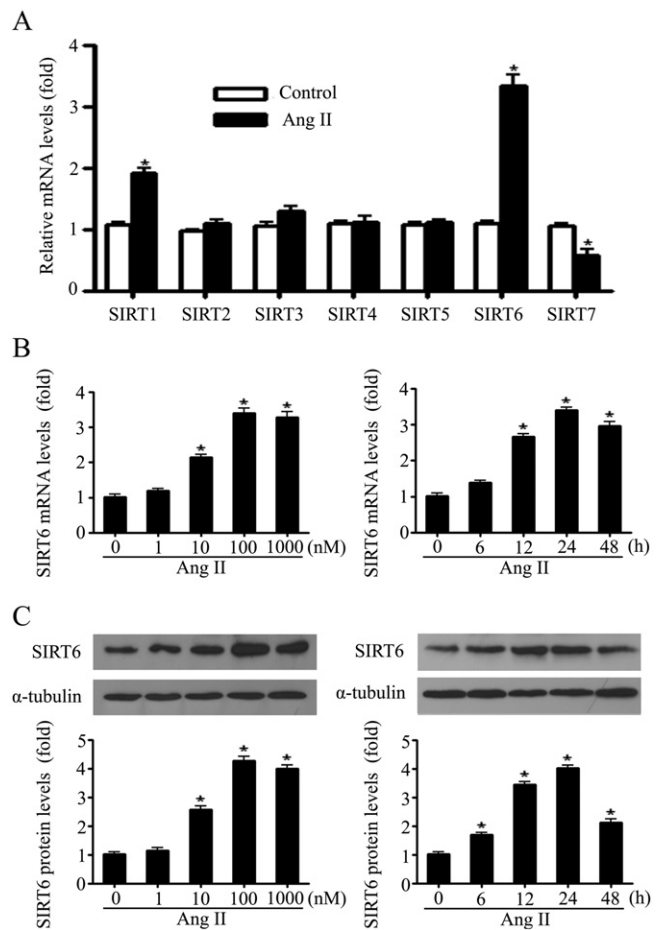 A
Relative mRNA levels (fold)
4
3
2
1
0
Control
Ang II
*
*
*
SIRT1 SIRT2 SIRT3 SIRT4 SIRT5 SIRT6 SIRT7
B
SIRT6 mRNA levels (fold)
4
3
2
1
0
* * *
0 1 10 100 1000 (nM)
Ang II
SIRT6 mRNA levels (fold)
4
3
2
1
0
* * *
0 6 12 24 48 (h)
Ang II
C
SIRT6
α-tubulin
SIRT6
α-tubulin
SIRT6 protein levels (fold)
5
4
3
2
1
0
* * *
0 1 10 100 1000 (nM)
Ang II
SIRT6 protein levels (fold)
5
4
3
2
1
0
* * * *
0 6 12 24 48 (h)
Ang II